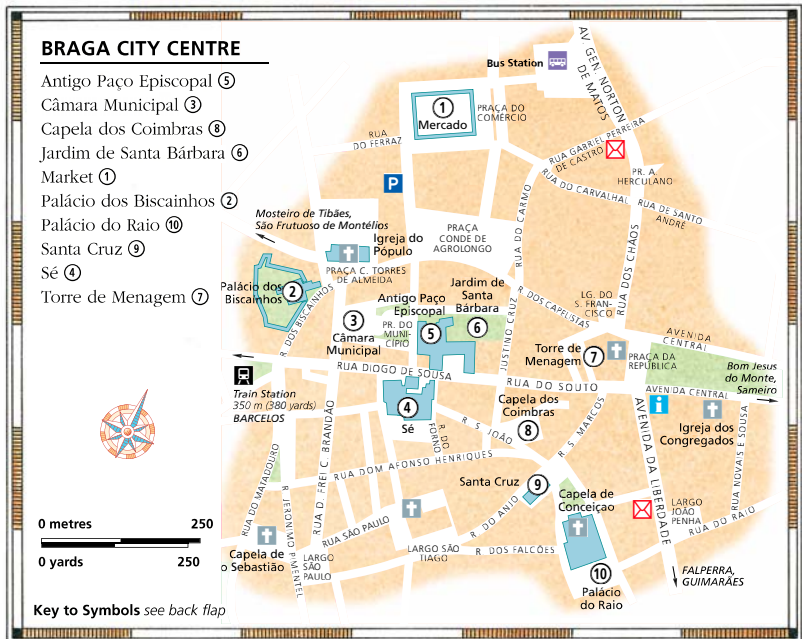 BRAGA CITY CENTRE
Antigo Paço Episcopal 5
Câmara Municipal 3
Capela dos Coimbras 8
Jardim de Santa Bárbara 6
Market 1
Palácio dos Biscainhos 2
Palácio do Raio 10
Santa Cruz 9
Sé 4
Torre de Menagem 7
Bus Station
AV. GEN. NORTON
DE MATOS
1
Mercado
PRAÇA DO
COMÉRCIO
RUA
DO FERRAZ
RUA GABRIEL PERREIRA
DE CASTRO
P
PR. A.
HERCULANO
RUA DO CARVALHAL
RUA DE SANTO
ANDRÉ
Mosteiro de Tibães,
São Frutuoso de Montélios
Igreja do
Pópulo
PRAÇA
CONDE DE
AGROLONGO
RUA DO CARMO
RUA DOS CHÃOS
PRAÇA C. TORRES
DE ALMEIDA
Palácio dos
Biscainhos
2
R. DOS BISCAINHOS
Antigo Paço
Episcopal
Jardim de
Santa
Bárbara
R. DOS CAPELISTAS
LG. DO
S. FRAN-
CISCO
3
Câmara
Municipal
PR. DO
MUNI-
CÍPIO
5
6
JUSTINO CRUZ
Torre de
Menagem
7
PRAÇA DA
REPÚBLICA
AVENIDA
CENTRAL
Bom Jesus
do Monte,
Sameiro
RUA DIOGO DE SOUSA
RUA DO SOUTO
AVENIDA CENTRAL
Train Station
350 m (380 yards)
BARCELOS
4
Sé
Capela dos
Coimbras
8
i
Igreja dos
Congregados
R. DO
FORNO
R. S. JOÃO
R. S. MARCOS
RUA D. FREI C. BRANDÃO
AVENIDA DA LIBERDADE
RUA NOVAIS E SOUSA
RUA DO MATADOURO
RUA DOM AFONSO HENRIQUES
Santa Cruz
9
Capela de
Conceiçao
R. JERONIMO PIMENTEL
R. DO ANJO
LARGO
JOÃO
PENHA
RUA DO RAIO
0 metres 250
0 yards 250
Capela de
o Sebastião
RUA SÃO PAULO
LARGO
SÃO
PAULO
LARGO SÃO
TIAGO
R. DOS FALCÕES
10
Palácio
do Raio
FALPERRA,
GUIMARÃES
Key to Symbols see back flap